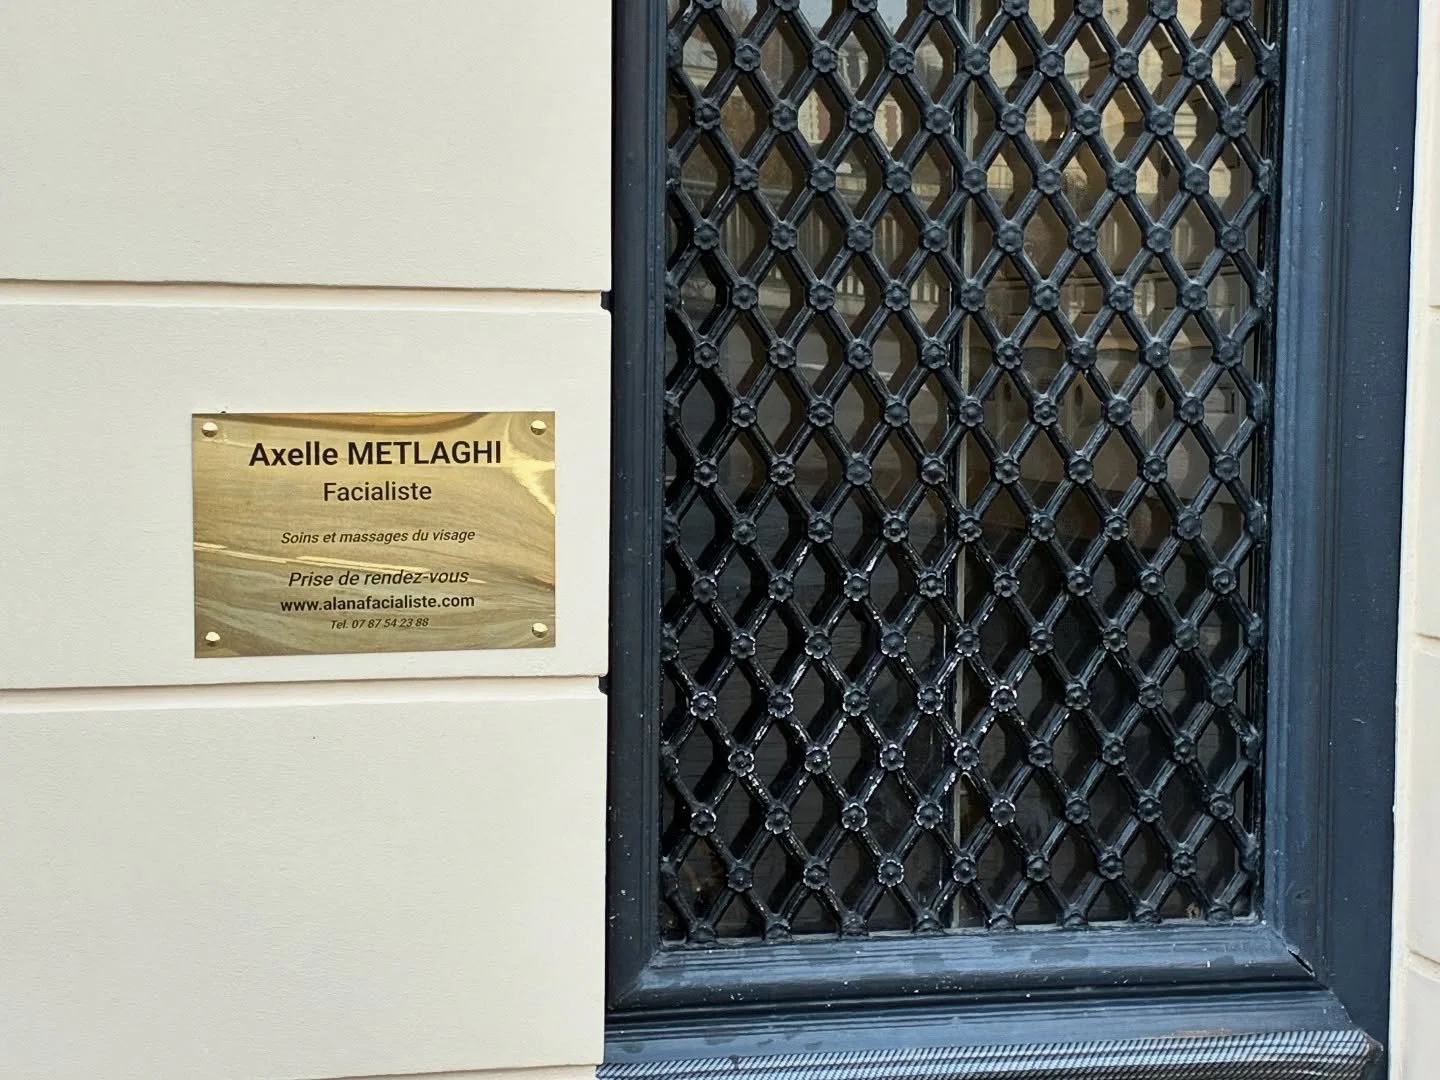 Axelle METLAGHI
Facialiste
Soins et massages du visage
Prise de rendez-vous
www.alanafacialiste.com
Tel. 07 87 54 23 88